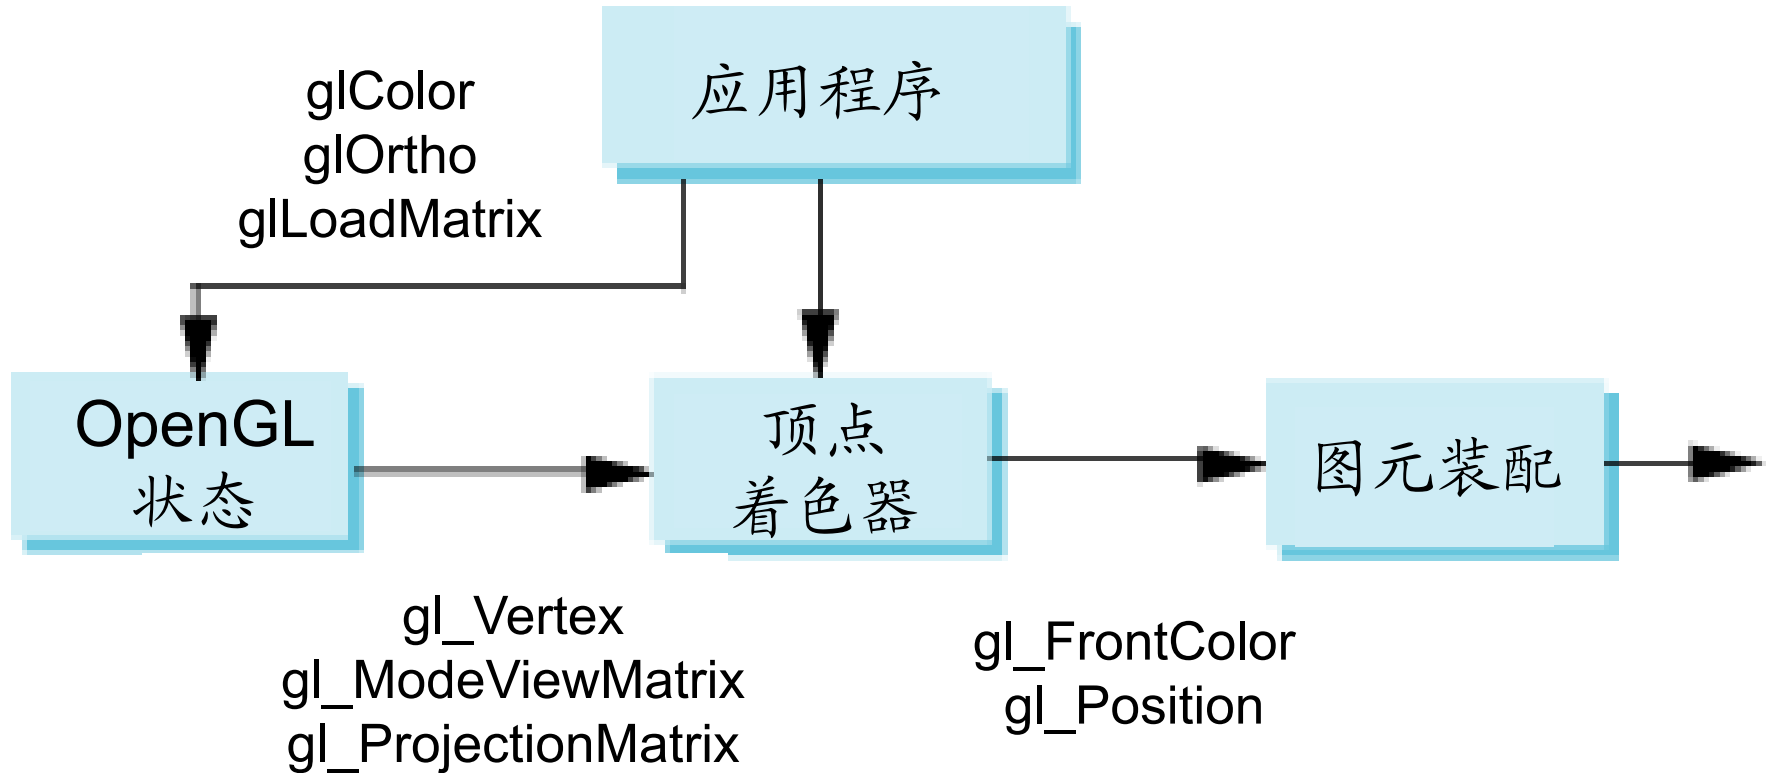 应用程序
glColor
glOrtho
glLoadMatrix
OpenGL
状态
顶点
着色器
图元装配
gl_Vertex
gl_ModeViewMatrix
gl_ProjectionMatrix
gl_FrontColor
gl_Position